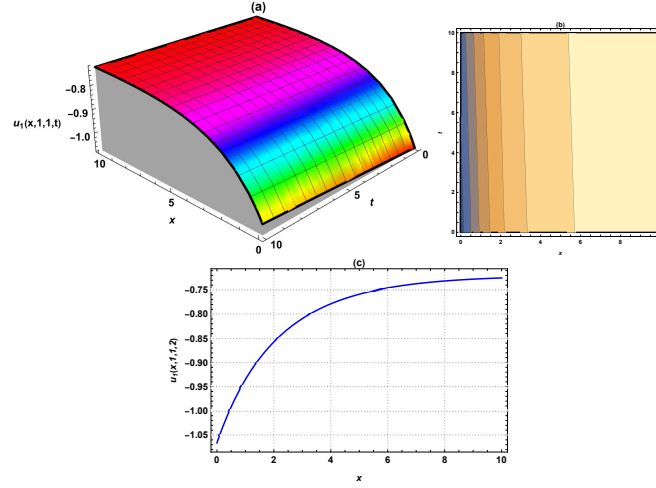 (a)
-0.8
-0.9
-1.0
u1(x,1,1,t)
10
5
x
0
10
5
t
0
(b)
10
8
6
4
2
0
t
0 2 4 6 8
x
(c)
-0.75
-0.80
-0.85
-0.90
-0.95
-1.00
-1.05
u1(x,1,1,2)
0 2 4 6 8 10
x